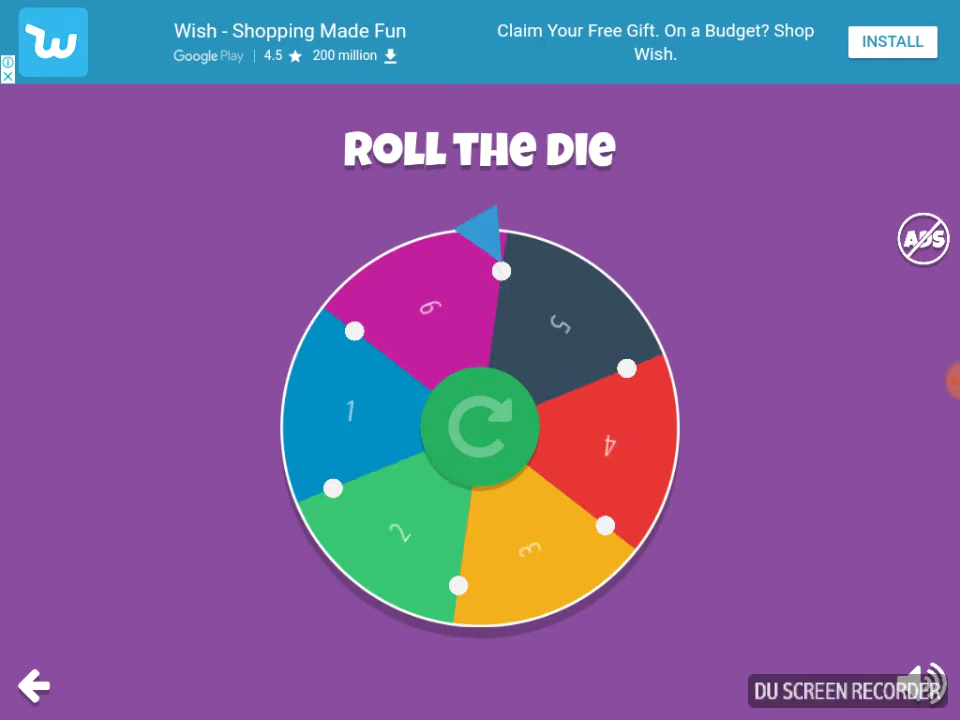 Wish - Shopping Made Fun
Google Play | 4.5 ★ 200 million
Claim Your Free Gift. On a Budget? Shop
Wish.
INSTALL
ROLL THE DIE
ADS
6
5
1
4
2
3
DU SCREEN RECORDER